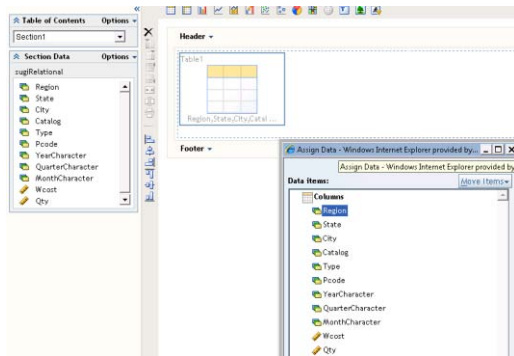 «
Table of Contents Options
Section1
Section Data Options
zugiRelational
Region
State
City
Catalog
Type
Pcode
YearCharacter
QuarterCharacter
MonthCharacter
Wcost
Qty
Header
Table1
Region,State,City,Catal ...
Footer
Assign Data - Windows Internet Explorer provided by...
Assign Data - Windows Internet Explorer provided by
Data items: Move Items
Columns
Region
State
City
Catalog
Type
Pcode
YearCharacter
QuarterCharacter
MonthCharacter
Wcost
Qty